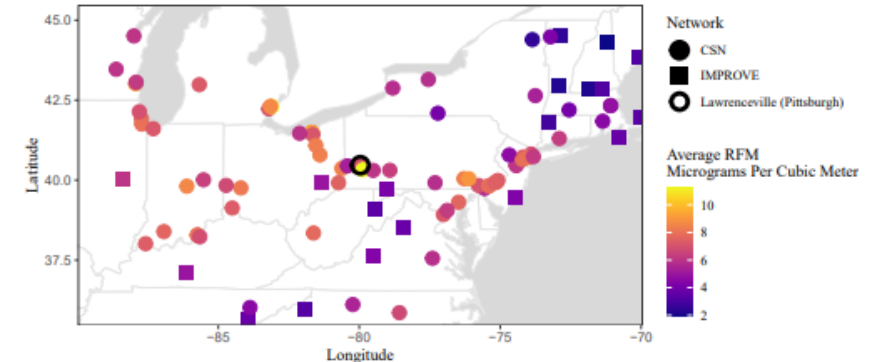 45.0
42.5
40.0
37.5
Latitude
−85
−80
−75
−70
Longitude
Network
CSN
IMPROVE
Lawrenceville (Pittsburgh)
Average RFM
Micrograms Per Cubic Meter
10
8
6
4
2